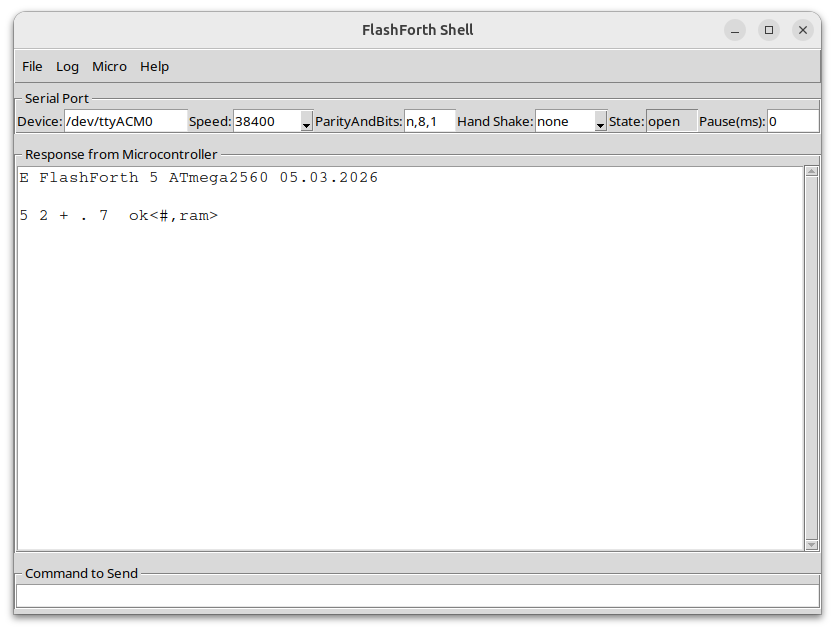 FlashForth Shell
File Log Micro Help
Serial Port
Device: /dev/ttyACM0 Speed: 38400 ParityAndBits: n,8,1 Hand Shake: none State: open Pause(ms): 0
Response from Microcontroller
E FlashForth 5 ATmega2560 05.03.2026
5 2 + . 7  ok<#,ram>
Command to Send